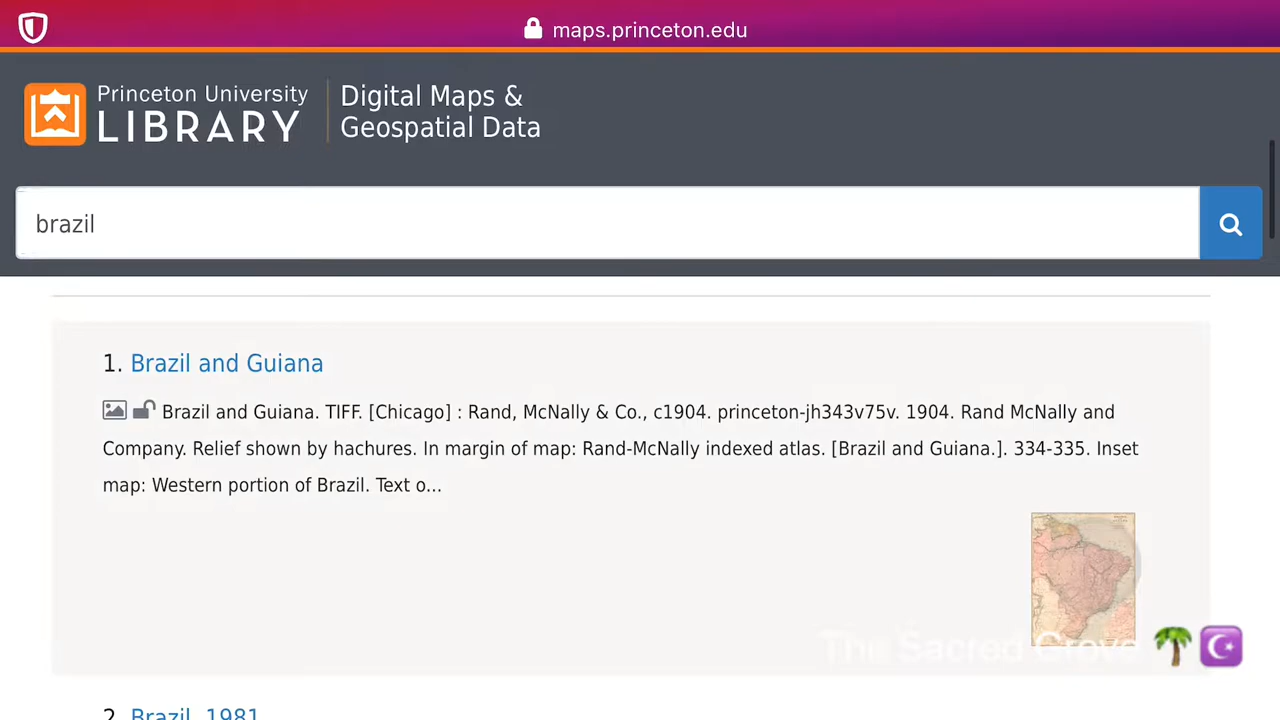 maps.princeton.edu
Princeton University
LIBRARY
Digital Maps &
Geospatial Data
brazil
1. Brazil and Guiana
Brazil and Guiana. TIFF. [Chicago] : Rand, McNally & Co., c1904. princeton-jh343v75v. 1904. Rand McNally and
Company. Relief shown by hachures. In margin of map: Rand-McNally indexed atlas. [Brazil and Guiana.]. 334-335. Inset
map: Western portion of Brazil. Text o...
The Sacred Grove 🌴☪️
2. Brazil, 1981